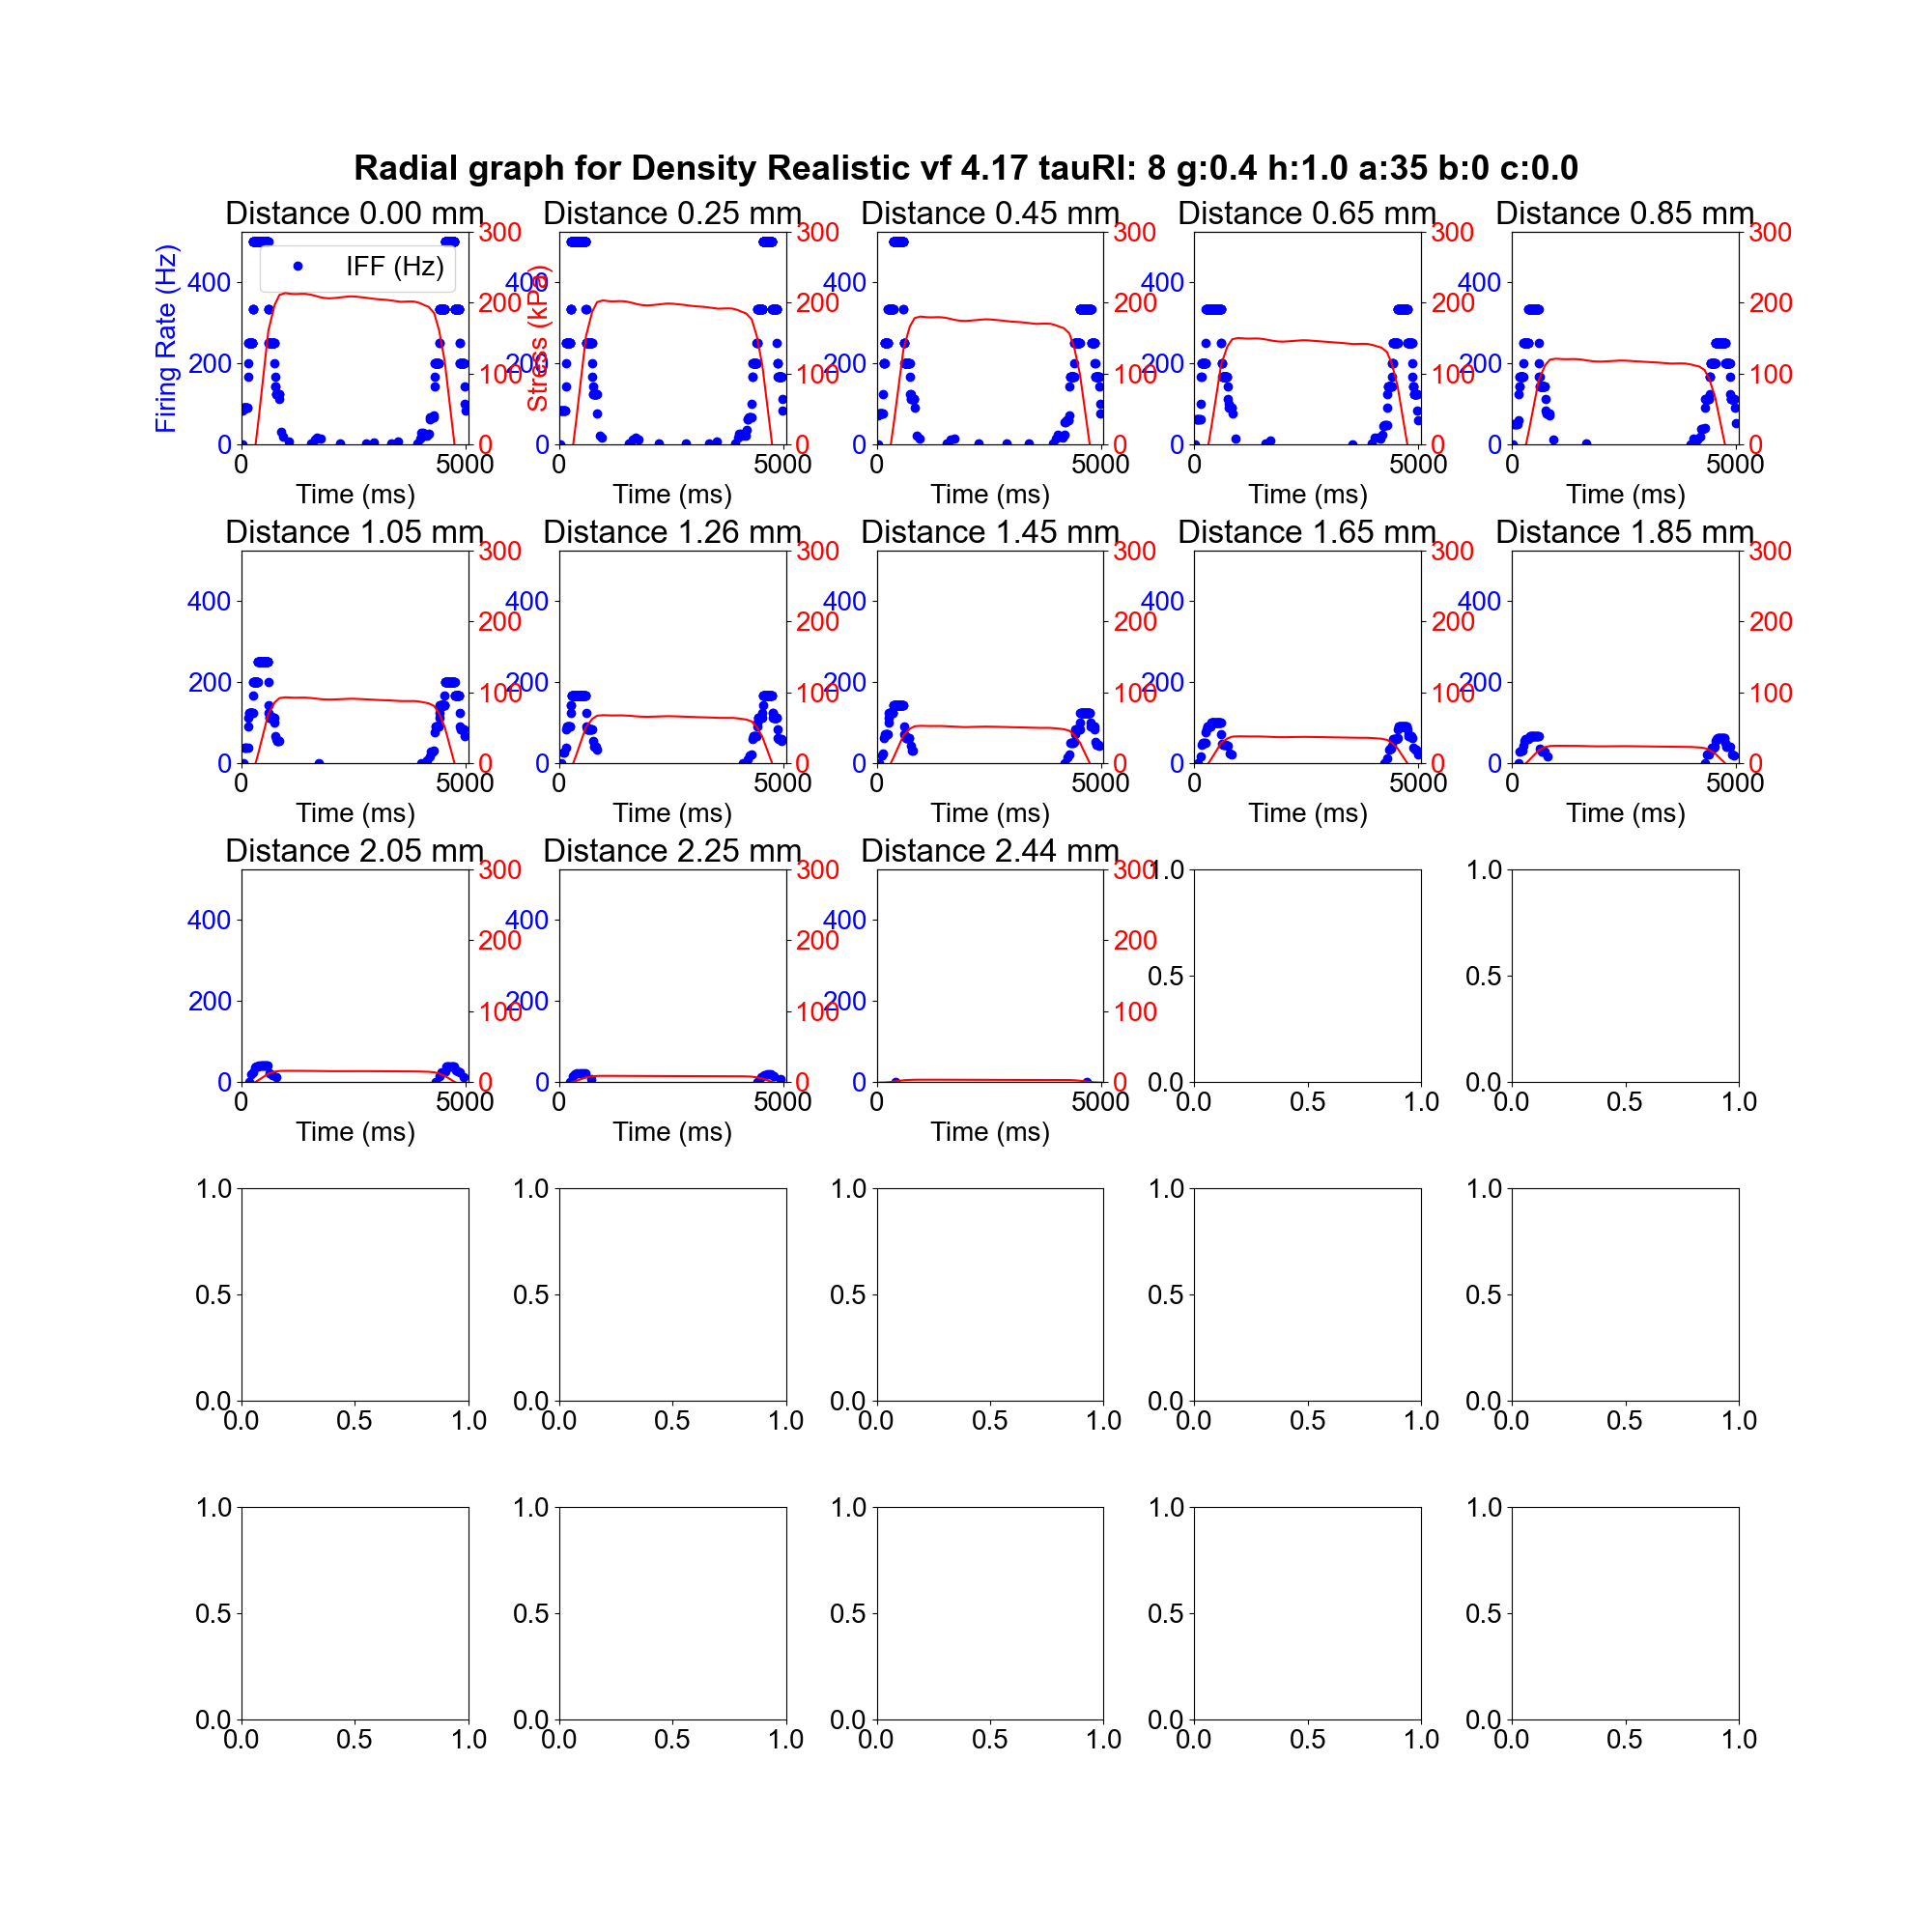 Radial graph for Density Realistic vf 4.17 tauRI: 8 g:0.4 h:1.0 a:35 b:0 c:0.0
Distance 0.00 mm Distance 0.25 mm Distance 0.45 mm Distance 0.65 mm Distance 0.85 mm
Firing Rate (Hz)
IFF (Hz)
Stress (kPa)
400 300 400 300 400 300 400 300 400 300
200 200 200 200 200 200 200 200 200 200
100 100 100 100 100
0 0 0 0 0 0 0 0 0 0
0 5000 0 5000 0 5000 0 5000 0 5000
Time (ms) Time (ms) Time (ms) Time (ms) Time (ms)
Distance 1.05 mm Distance 1.26 mm Distance 1.45 mm Distance 1.65 mm Distance 1.85 mm
400 300 400 300 400 300 400 300 400 300
200 200 200 200 200 200 200 200 200 200
100 100 100 100 100
0 0 0 0 0 0 0 0 0 0
0 5000 0 5000 0 5000 0 5000 0 5000
Time (ms) Time (ms) Time (ms) Time (ms) Time (ms)
Distance 2.05 mm Distance 2.25 mm Distance 2.44 mm
400 300 400 300 400 300 1.0 1.0
200 200 200 200 200 200 0.5 0.5
100 100 100
0 0 0 0 0 0 0.0 0.0
0 5000 0 5000 0 5000 0.0 0.5 1.0 0.0 0.5 1.0
Time (ms) Time (ms) Time (ms)
1.0 1.0 1.0 1.0 1.0
0.5 0.5 0.5 0.5 0.5
0.0 0.0 0.0 0.0 0.0
0.0 0.5 1.0 0.0 0.5 1.0 0.0 0.5 1.0 0.0 0.5 1.0 0.0 0.5 1.0
1.0 1.0 1.0 1.0 1.0
0.5 0.5 0.5 0.5 0.5
0.0 0.0 0.0 0.0 0.0
0.0 0.5 1.0 0.0 0.5 1.0 0.0 0.5 1.0 0.0 0.5 1.0 0.0 0.5 1.0